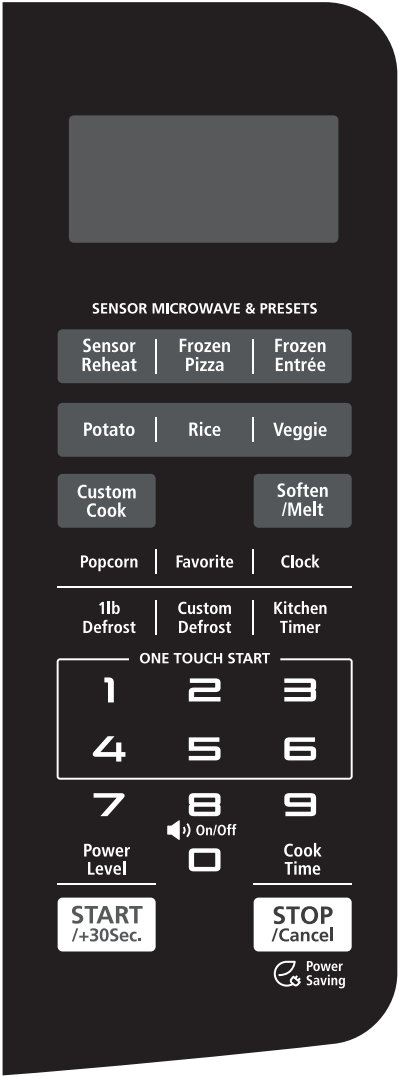 SENSOR MICROWAVE & PRESETS
Sensor Reheat
Frozen Pizza
Frozen Entrée
Potato
Rice
Veggie
Custom Cook
Soften /Melt
Popcorn
Favorite
Clock
1lb Defrost
Custom Defrost
Kitchen Timer
ONE TOUCH START
1 2 3
4 5 6
7 8 9
On/Off
Power Level
0
Cook Time
START /+30Sec.
STOP /Cancel
Power Saving